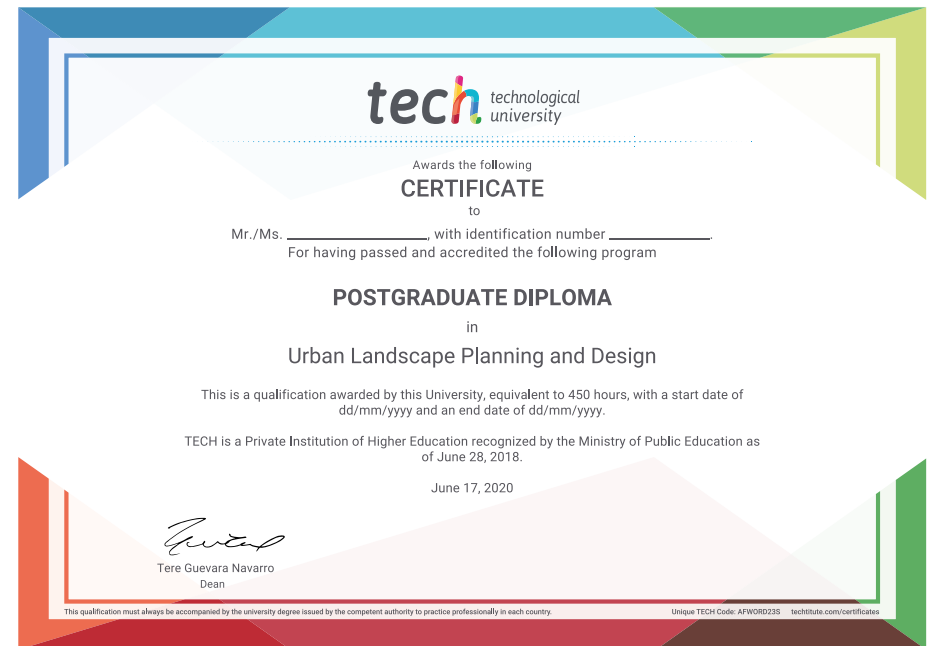 tech technological
university
Awards the following
CERTIFICATE
to
Mr./Ms. ____________________, with identification number ______________.
For having passed and accredited the following program
POSTGRADUATE DIPLOMA
in
Urban Landscape Planning and Design
This is a qualification awarded by this University, equivalent to 450 hours, with a start date of
dd/mm/yyyy and an end date of dd/mm/yyyy.
TECH is a Private Institution of Higher Education recognized by the Ministry of Public Education as
of June 28, 2018.
June 17, 2020
Tere Guevara Navarro
Dean
This qualification must always be accompanied by the university degree issued by the competent authority to practice professionally in each country.
Unique TECH Code: AFWORD23S techtitute.com/certificates